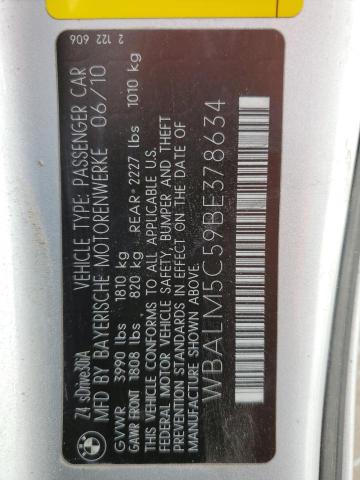 2 122 606
Z4 sDrive30iA VEHICLE TYPE: PASSENGER CAR
MFD BY BAYERISCHE MOTORENWERKE 06/10
GVWR 3990 lbs 1810 kg
GAWR FRONT 1808 lbs 820 kg REAR 2227 lbs 1010 kg
THIS VEHICLE CONFORMS TO ALL APPLICABLE U.S.
FEDERAL MOTOR VEHICLE SAFETY, BUMPER AND THEFT
PREVENTION STANDARDS IN EFFECT ON THE DATE OF
MANUFACTURE SHOWN ABOVE.
WBALM5C59BE378634